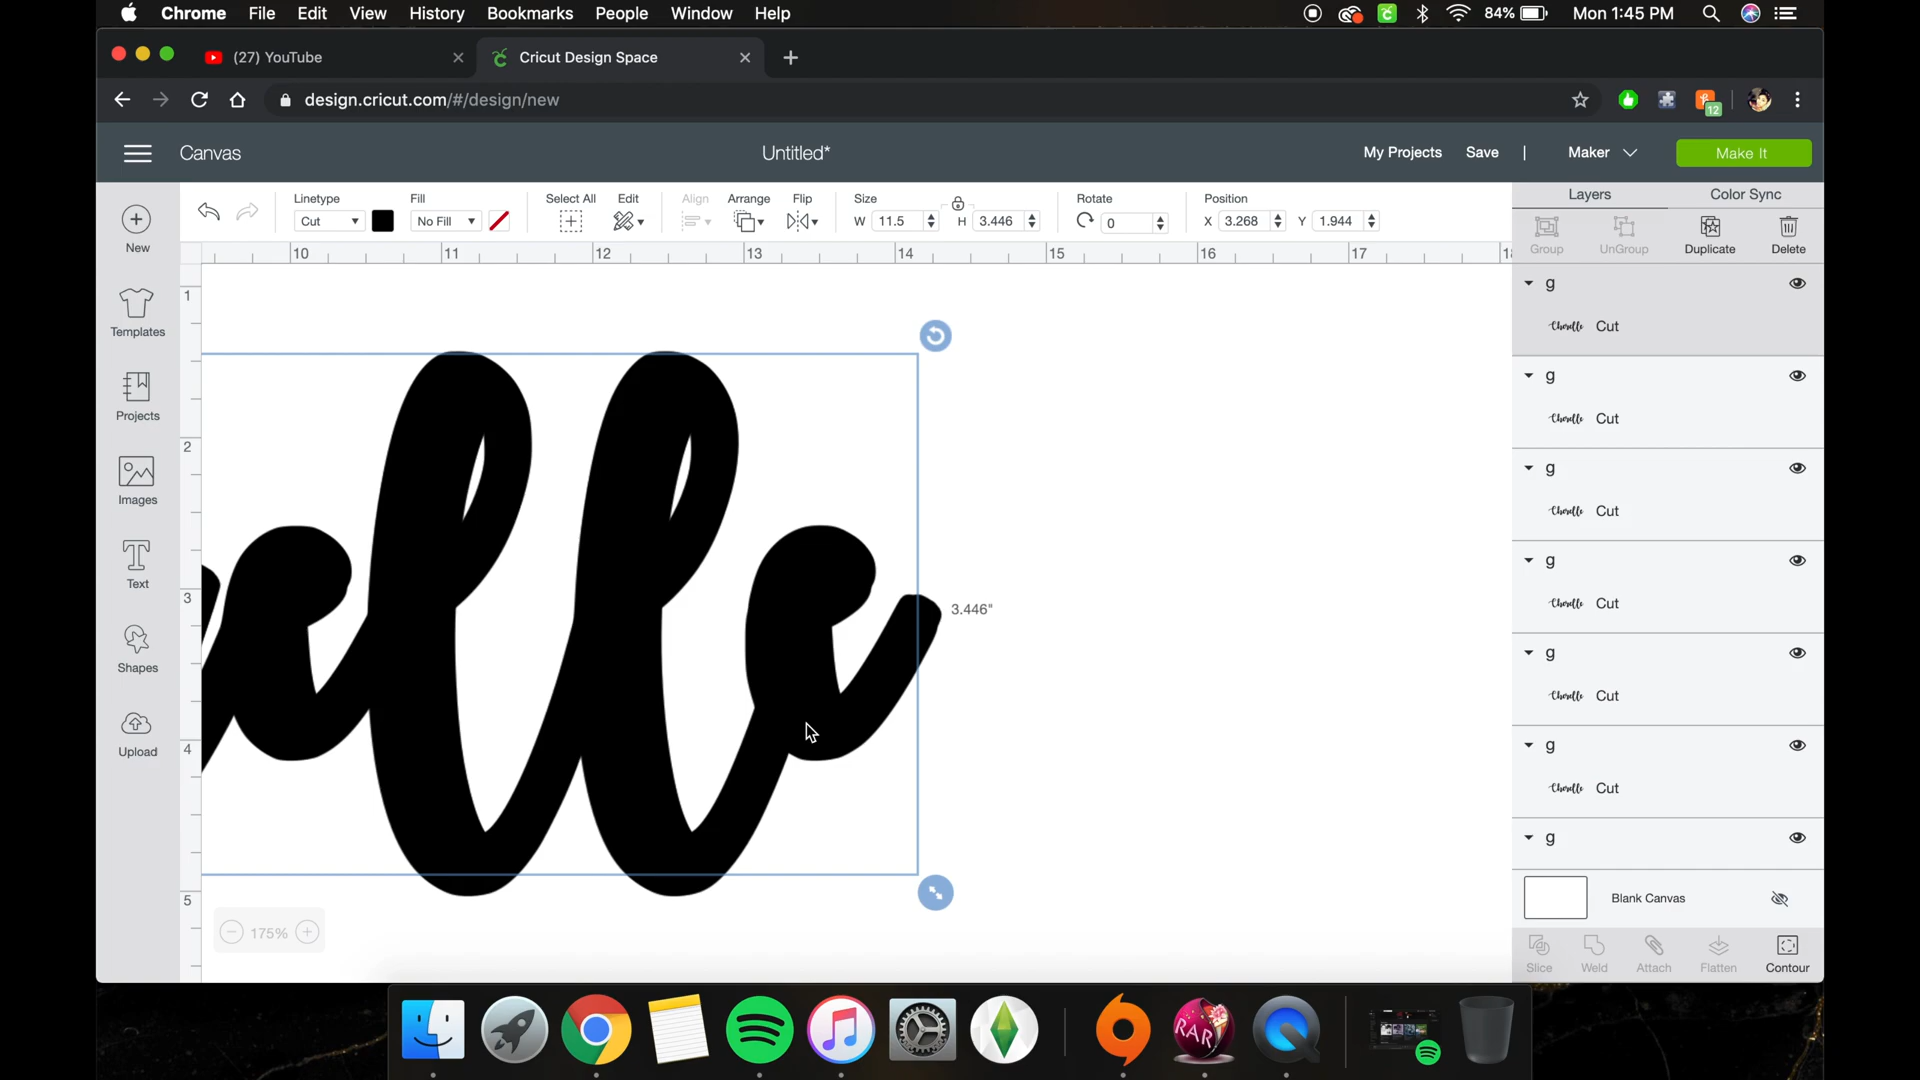 Chrome File Edit View History Bookmarks People Window Help 84% Mon 1:45 PM
(27) YouTube
Cricut Design Space
design.cricut.com/#/design/new
12
Canvas
Untitled*
My Projects Save | Maker Make It
Linetype Fill Select All Edit Align Arrange Flip Size Rotate Position
Cut No Fill W 11.5 H 3.446 0 X 3.268 Y 1.944
Layers Color Sync
Group UnGroup Duplicate Delete
10 11 12 13 14 15 16 17
1
2
3
4
5
New
Templates
Projects
Images
Text
Shapes
Upload
elle
3.446"
175%
g
Cut
g
Cut
g
Cut
g
Cut
g
Cut
g
Cut
g
Blank Canvas
Slice Weld Attach Flatten Contour
RAR